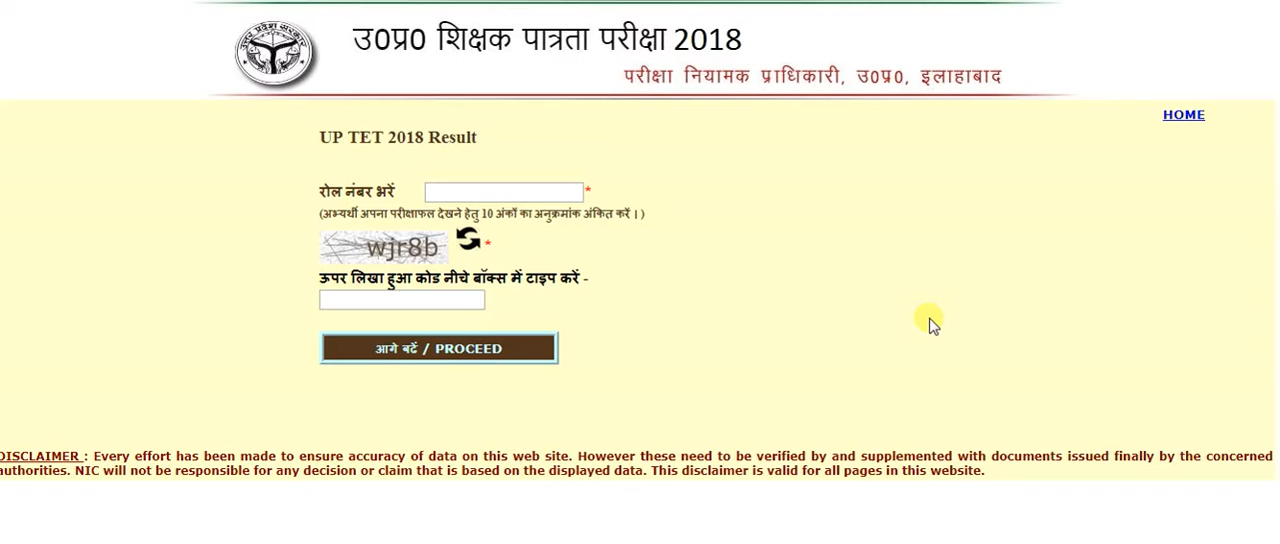 उ0प्र0 शिक्षक पात्रता परीक्षा 2018
परीक्षा नियामक प्राधिकारी, उ0प्र0, इलाहाबाद
HOME
UP TET 2018 Result
रोल नंबर भरें *
(अभ्यर्थी अपना परीक्षाफल देखने हेतु 10 अंकों का अनुक्रमांक अंकित करें । )
wjr8b *
ऊपर लिखा हुआ कोड नीचे बॉक्स में टाइप करें -
आगे बढें / PROCEED
DISCLAIMER : Every effort has been made to ensure accuracy of data on this web site. However these need to be verified by and supplemented with documents issued finally by the concerned
authorities. NIC will not be responsible for any decision or claim that is based on the displayed data. This disclaimer is valid for all pages in this website.